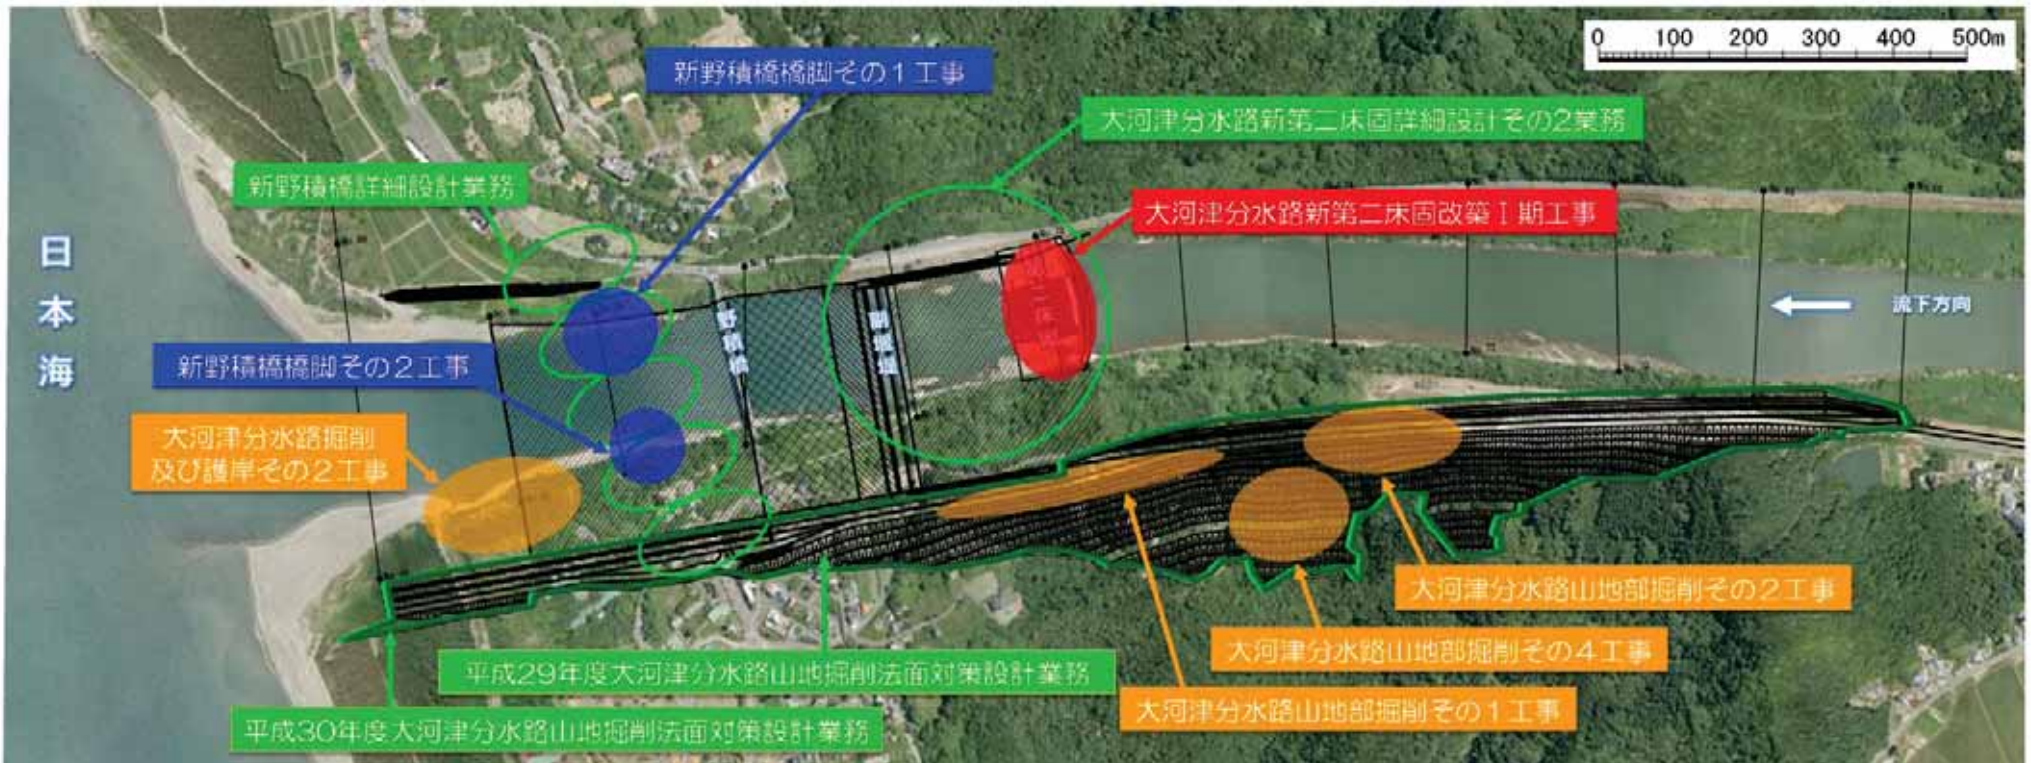 0 100 200 300 400 500m
新野積橋橋脚その1工事
大河津分水路新第二床固詳細設計その2業務
新野積橋詳細設計業務
大河津分水路新第二床固改築Ⅰ期工事
日本海
野積橋
副堰堤
流下方向
新野積橋橋脚その2工事
大河津分水路掘削
及び護岸その2工事
大河津分水路山地部掘削その2工事
大河津分水路山地部掘削その4工事
平成29年度大河津分水路山地掘削法面対策設計業務
大河津分水路山地部掘削その1工事
平成30年度大河津分水路山地掘削法面対策設計業務